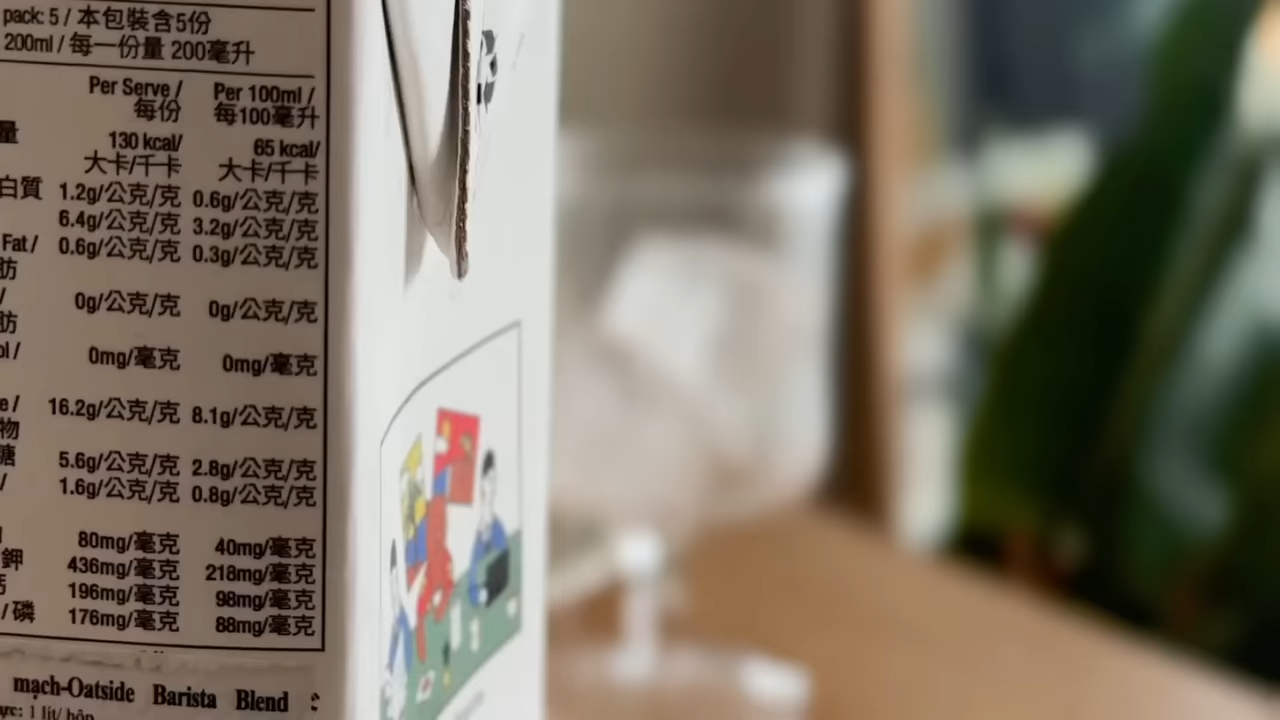 pack: 5 / 本包裝含5份
200ml / 每一份量 200毫升
Per Serve / Per 100ml /
每份 每100毫升
量 130 kcal/ 65 kcal/
大卡/千卡 大卡/千卡
白質 1.2g/公克/克 0.6g/公克/克
6.4g/公克/克 3.2g/公克/克
Fat / 0.6g/公克/克 0.3g/公克/克
肪
/ 0g/公克/克 0g/公克/克
肪
ol / 0mg/毫克 0mg/毫克
e / 16.2g/公克/克 8.1g/公克/克
物
糖 5.6g/公克/克 2.8g/公克/克
/ 1.6g/公克/克 0.8g/公克/克
80mg/毫克 40mg/毫克
鉀 436mg/毫克 218mg/毫克
196mg/毫克 98mg/毫克
/ 磷 176mg/毫克 88mg/毫克
mạch-Oatside Barista Blend
1 lít/ hộp